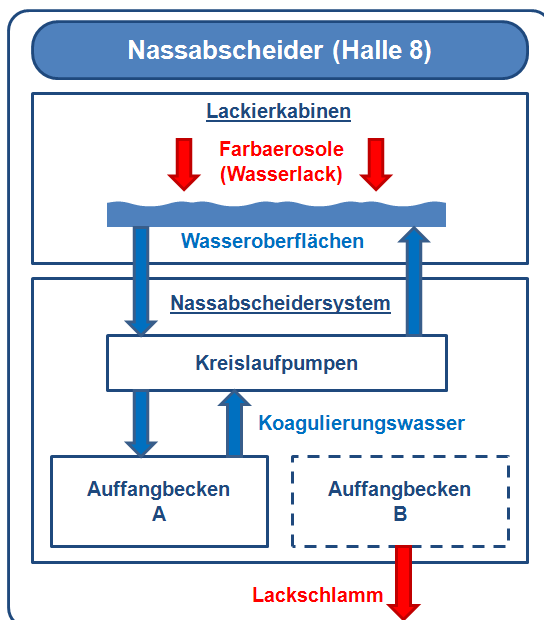 Nassabscheider (Halle 8)
Lackierkabinen
Farbaerosole
(Wasserlack)
Wasseroberflächen
Nassabscheidersystem
Kreislaufpumpen
Koagulierungswasser
Auffangbecken
A
Auffangbecken
B
Lackschlamm